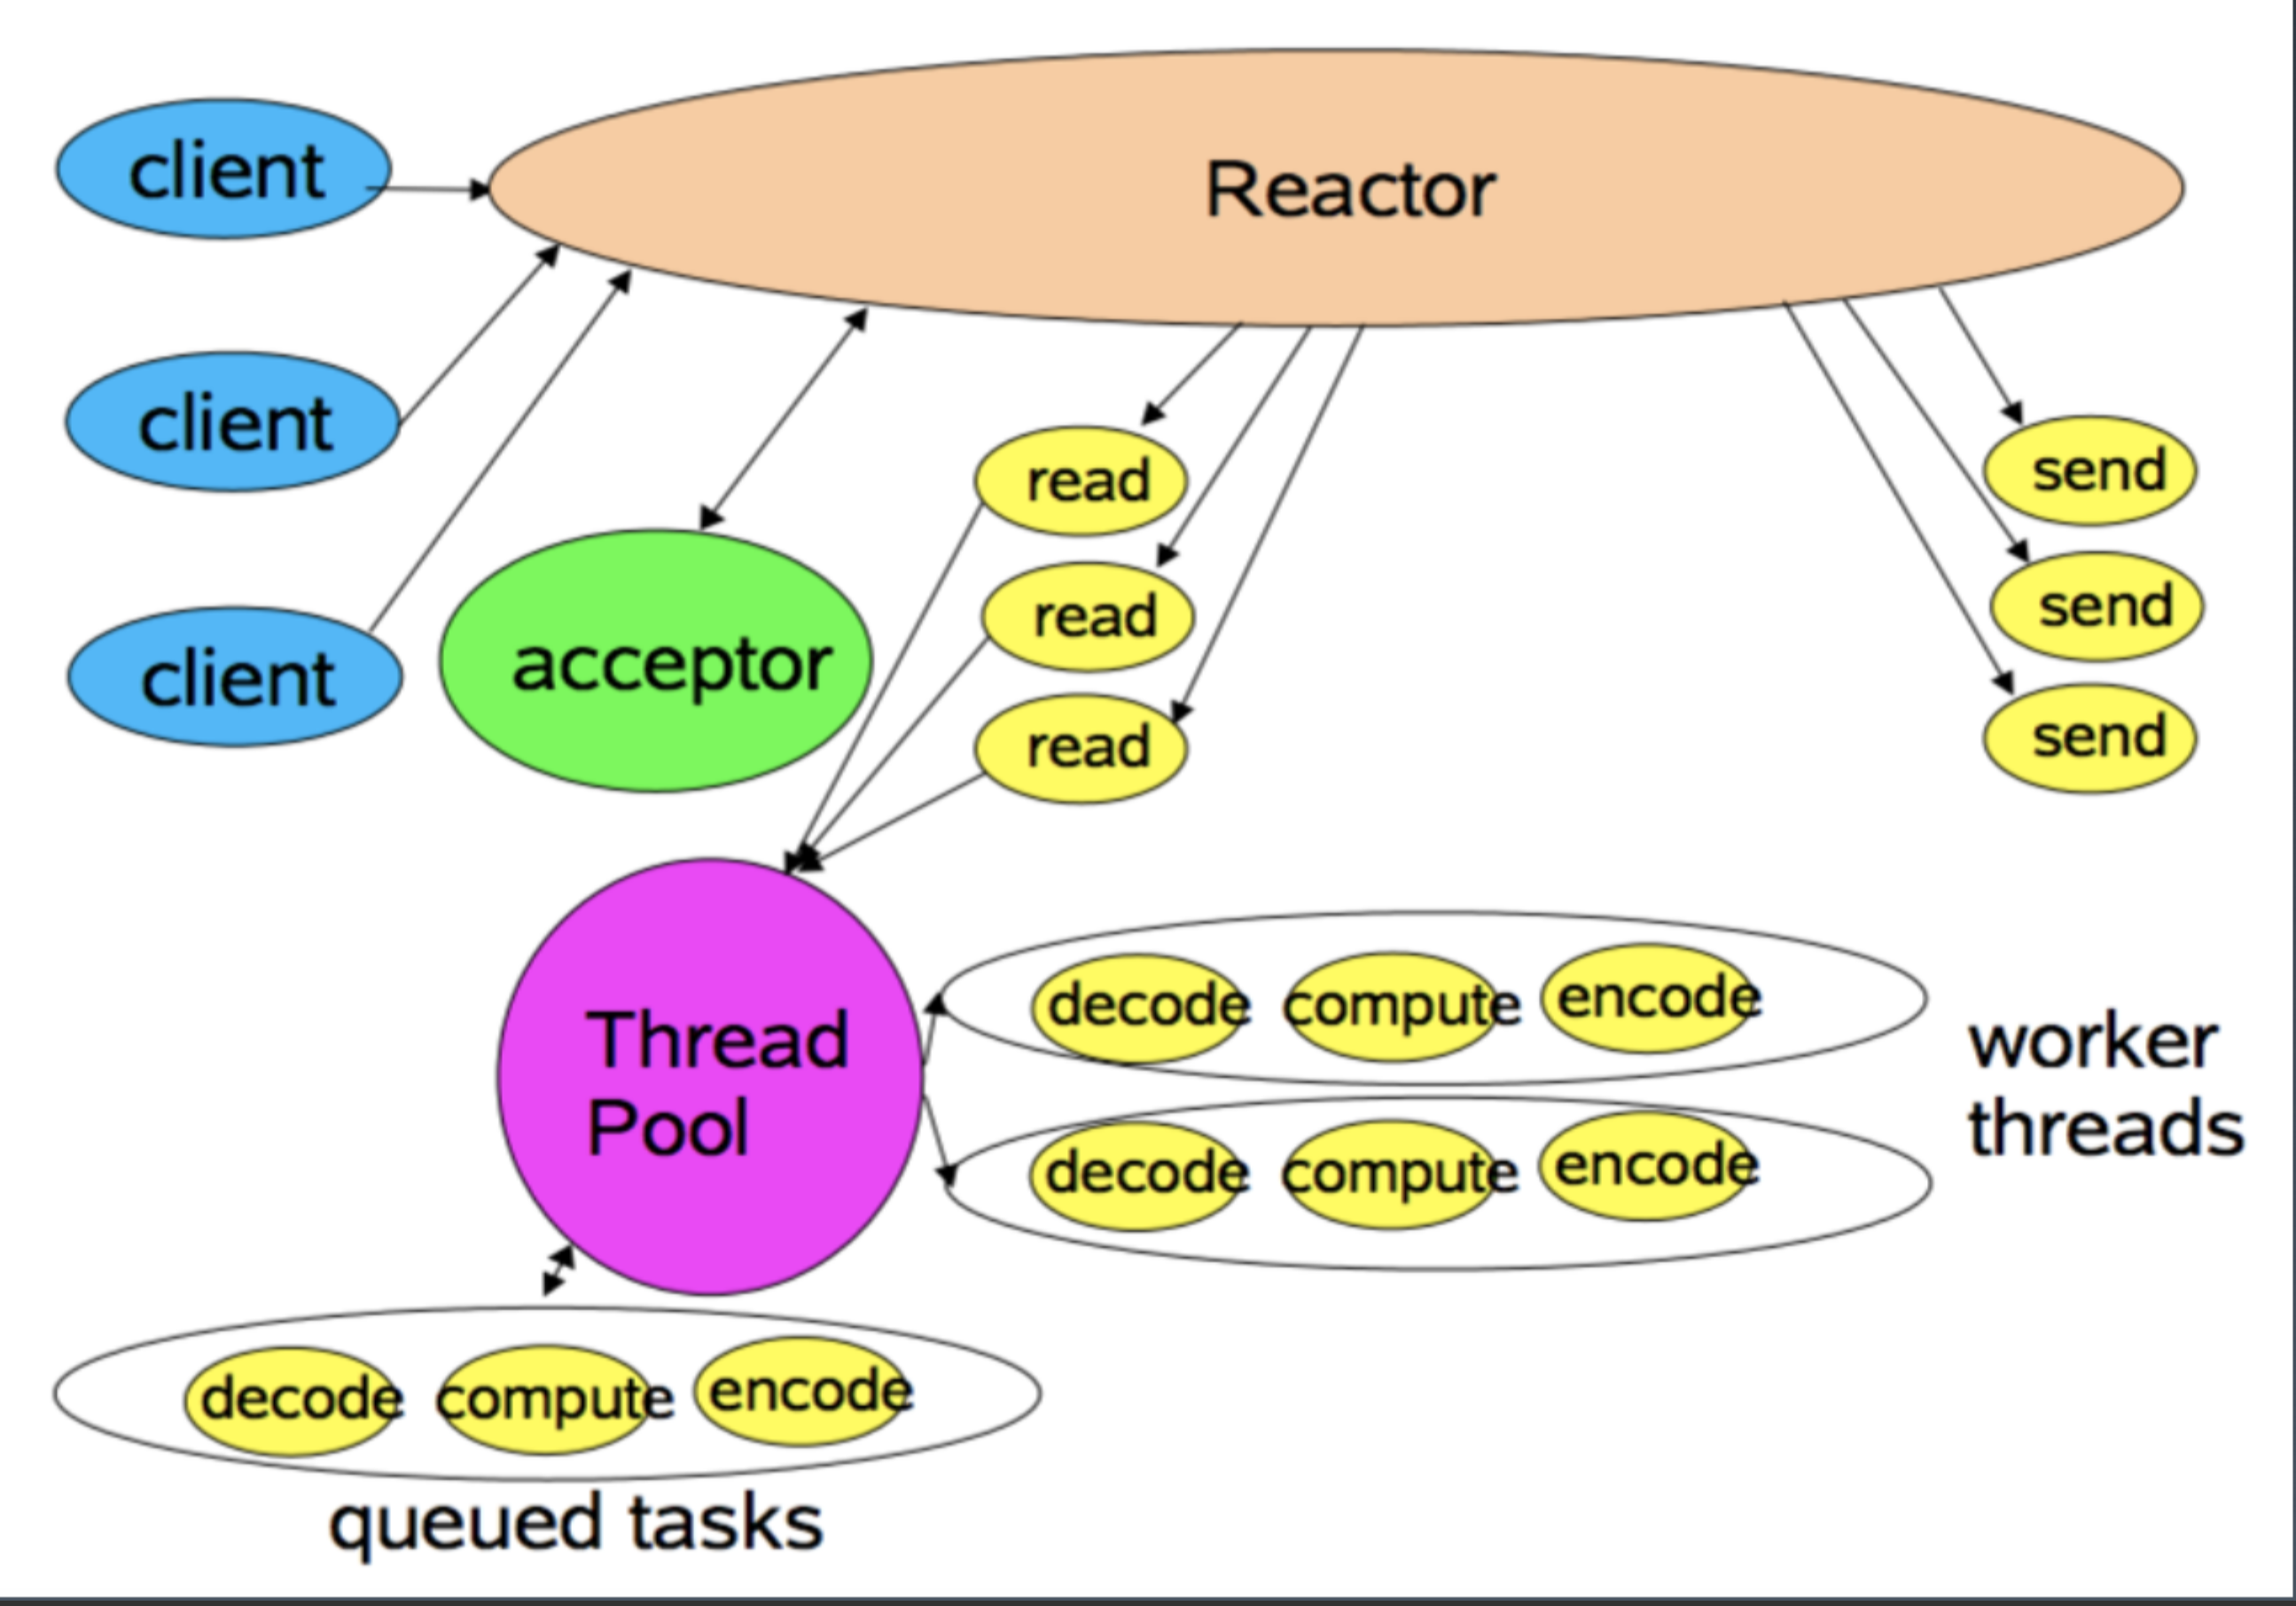 client
Reactor
client
client
acceptor
read
read
read
send
send
send
Thread
Pool
decode compute encode
decode compute encode
worker
threads
decode compute encode
queued tasks